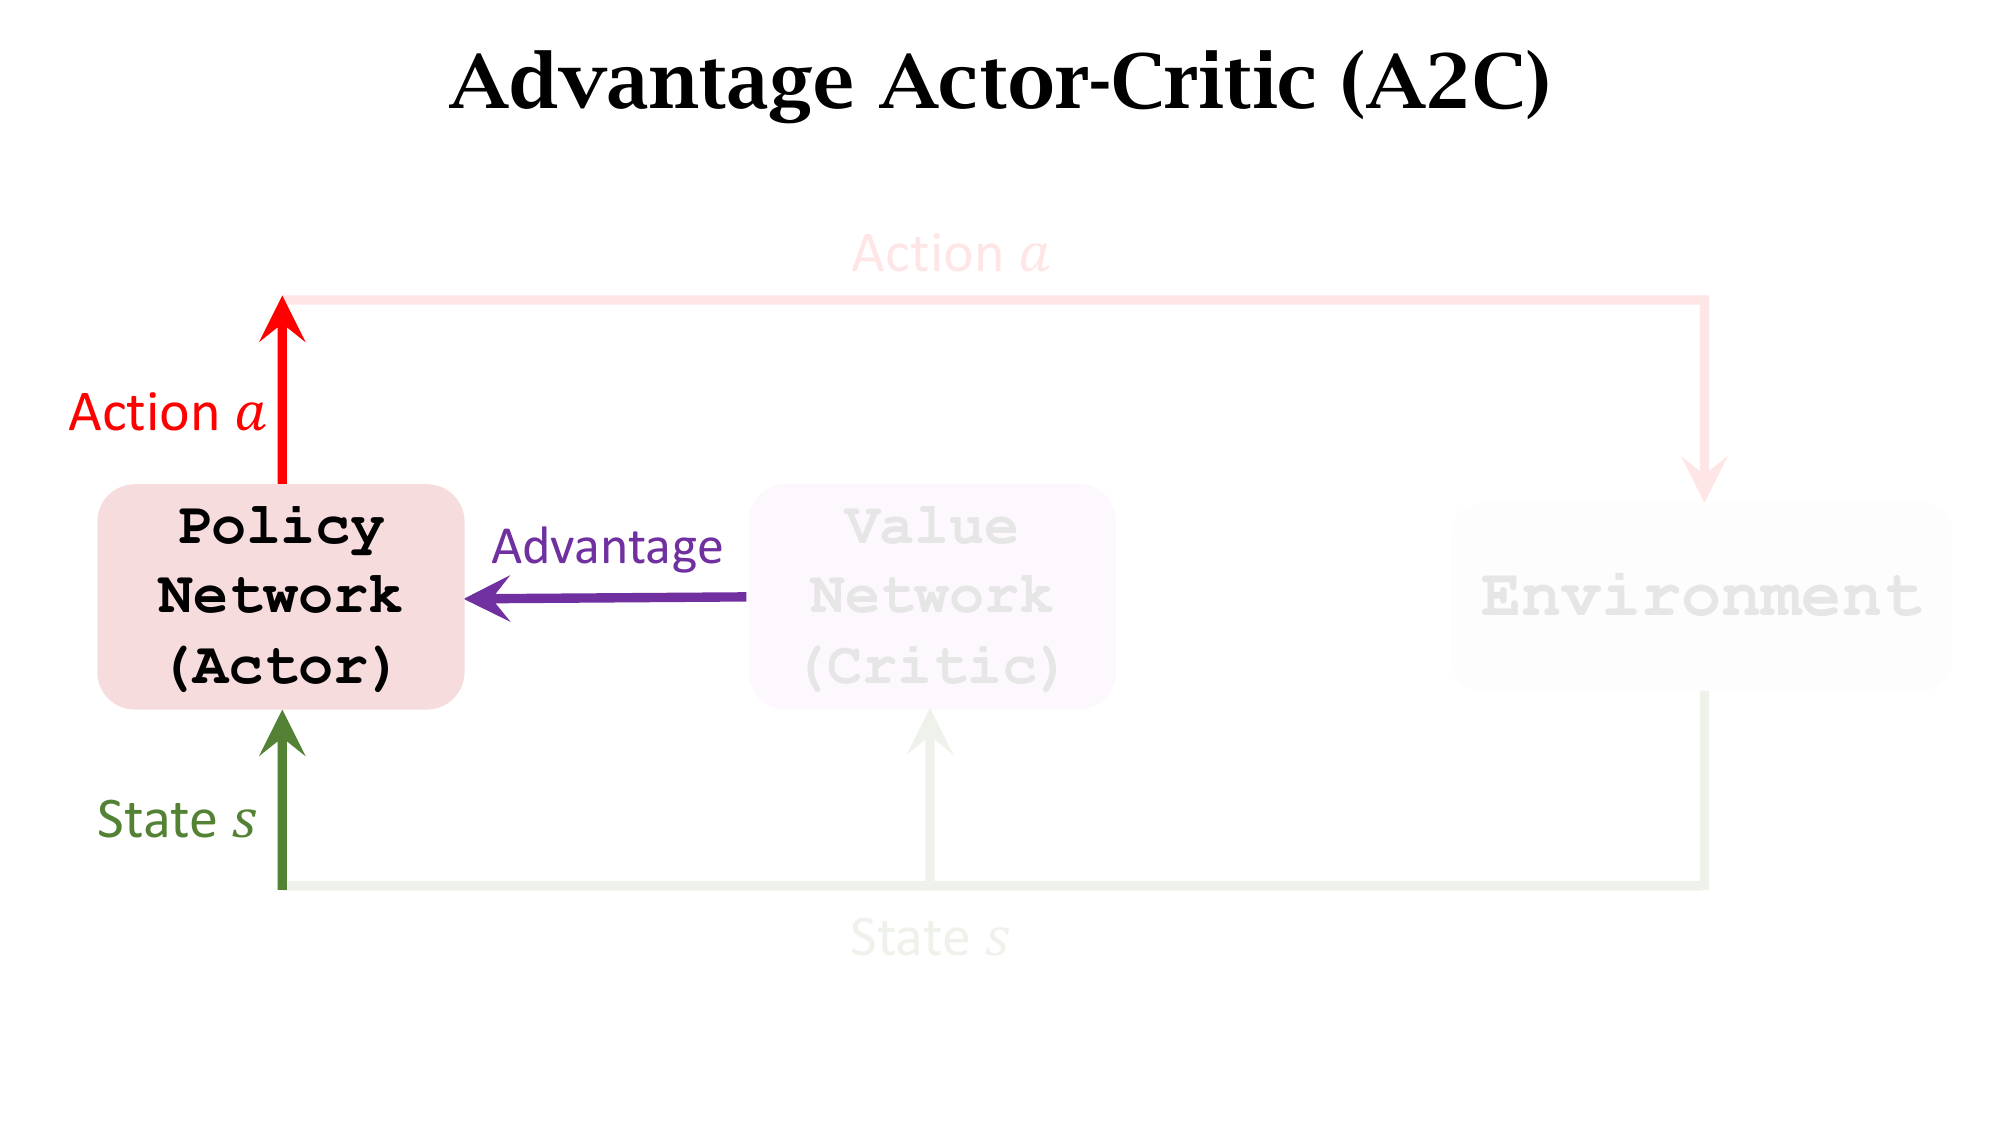 Advantage Actor-Critic (A2C)
Action a
Action a
Policy
Network
(Actor)
Advantage
Value
Network
(Critic)
Environment
State s
State s